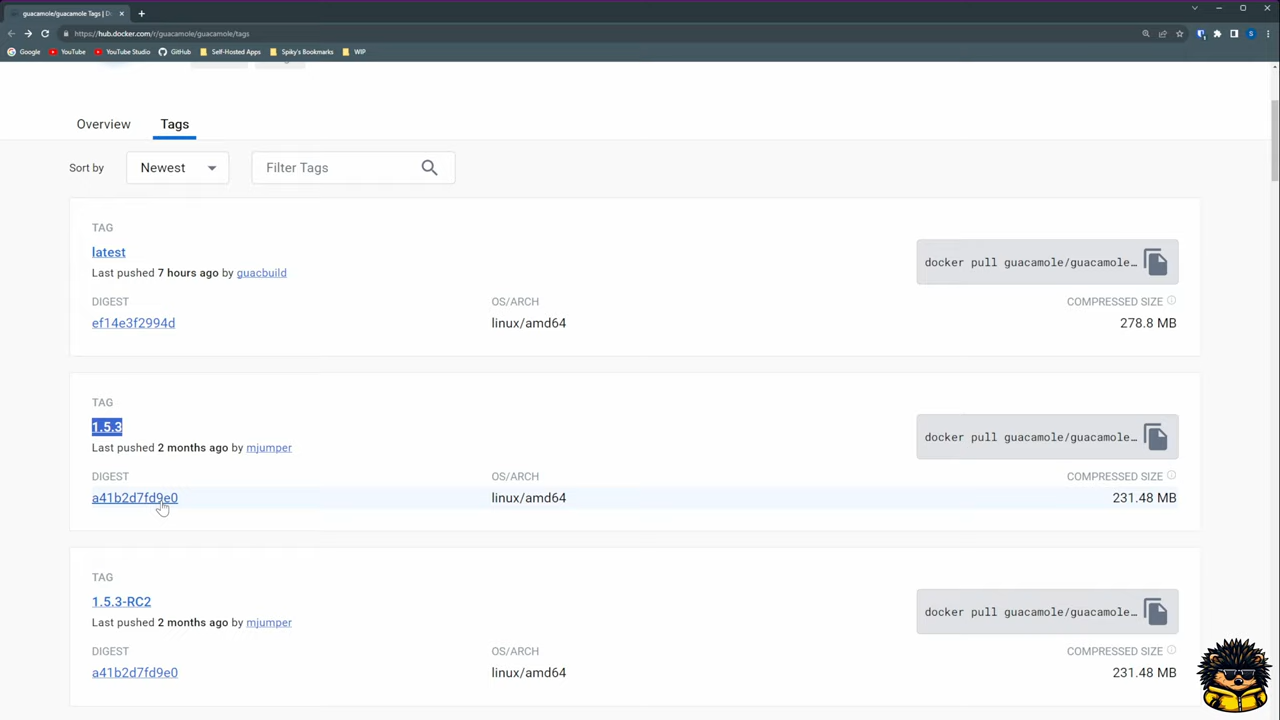 guacamole/guacamole Tags | D
https://hub.docker.com/r/guacamole/guacamole/tags
Google YouTube YouTube Studio GitHub Self-Hosted Apps Spiky's Bookmarks WIP
Overview Tags
Sort by Newest Filter Tags
TAG
latest
Last pushed 7 hours ago by guacbuild
docker pull guacamole/guacamole…
DIGEST OS/ARCH COMPRESSED SIZE
ef14e3f2994d linux/amd64 278.8 MB
TAG
1.5.3
Last pushed 2 months ago by mjumper
docker pull guacamole/guacamole…
DIGEST OS/ARCH COMPRESSED SIZE
a41b2d7fd9e0 linux/amd64 231.48 MB
TAG
1.5.3-RC2
Last pushed 2 months ago by mjumper
docker pull guacamole/guacamole…
DIGEST OS/ARCH COMPRESSED SIZE
a41b2d7fd9e0 linux/amd64 231.48 MB